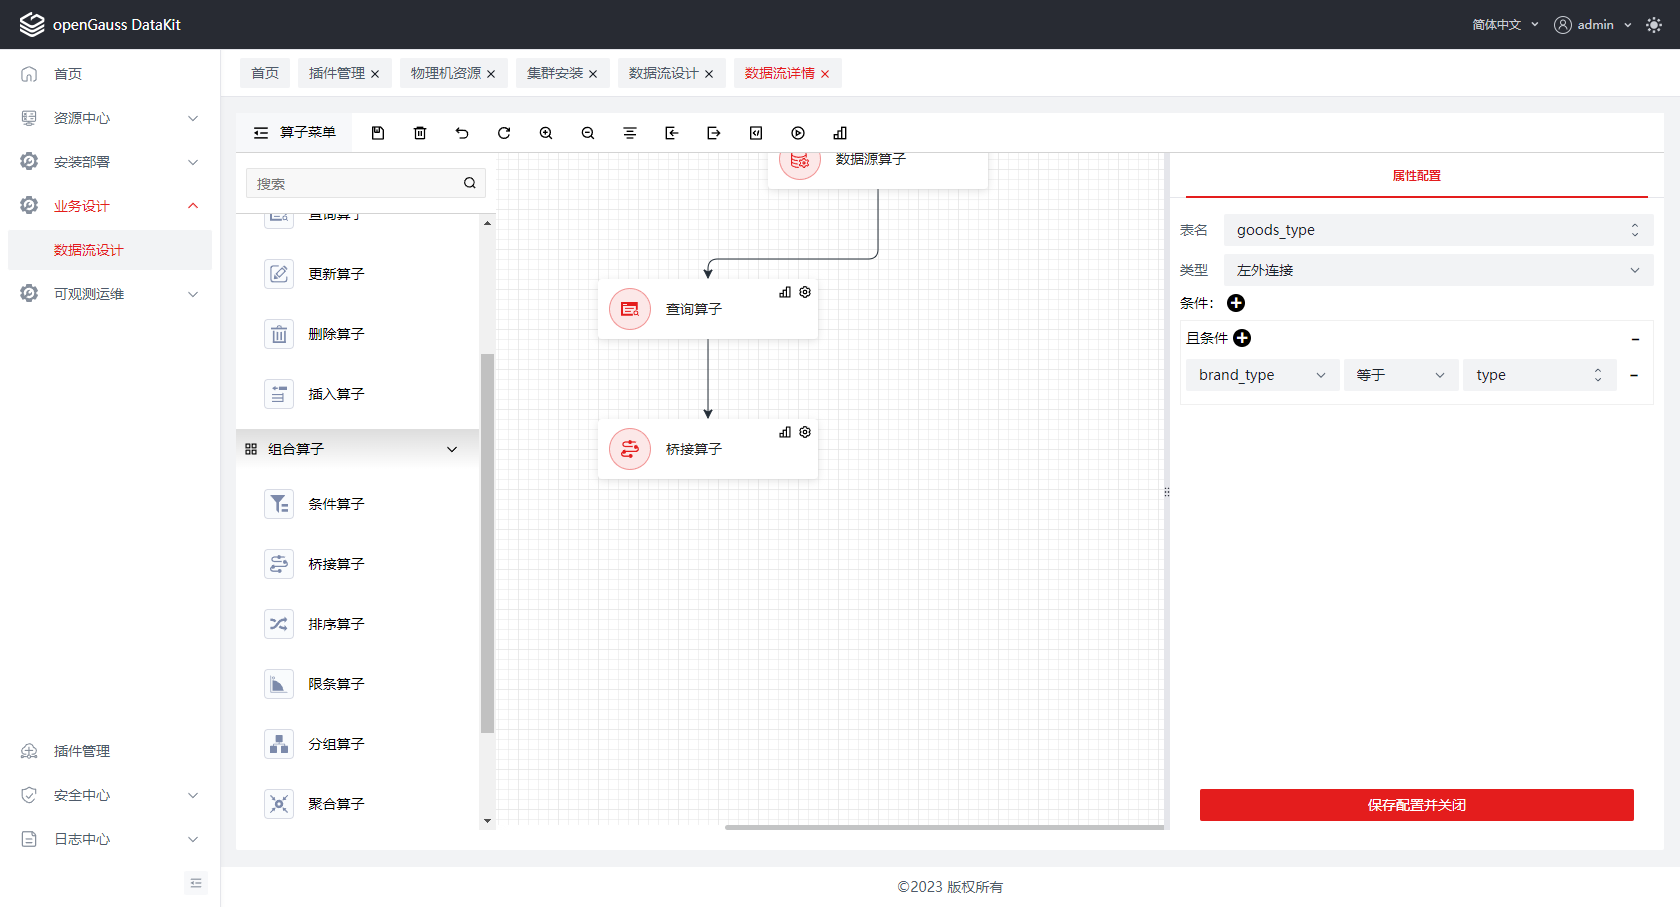 openGauss DataKit
简体中文
admin
首页
资源中心
安装部署
业务设计
数据流设计
可观测运维
插件管理
安全中心
日志中心
首页
插件管理
物理机资源
集群安装
数据流设计
数据流详情
算子菜单
搜索
查询算子
更新算子
删除算子
插入算子
组合算子
条件算子
桥接算子
排序算子
限条算子
分组算子
聚合算子
数据源算子
查询算子
桥接算子
属性配置
表名 goods_type
类型 左外连接
条件：
且条件
brand_type 等于 type
保存配置并关闭
©2023 版权所有